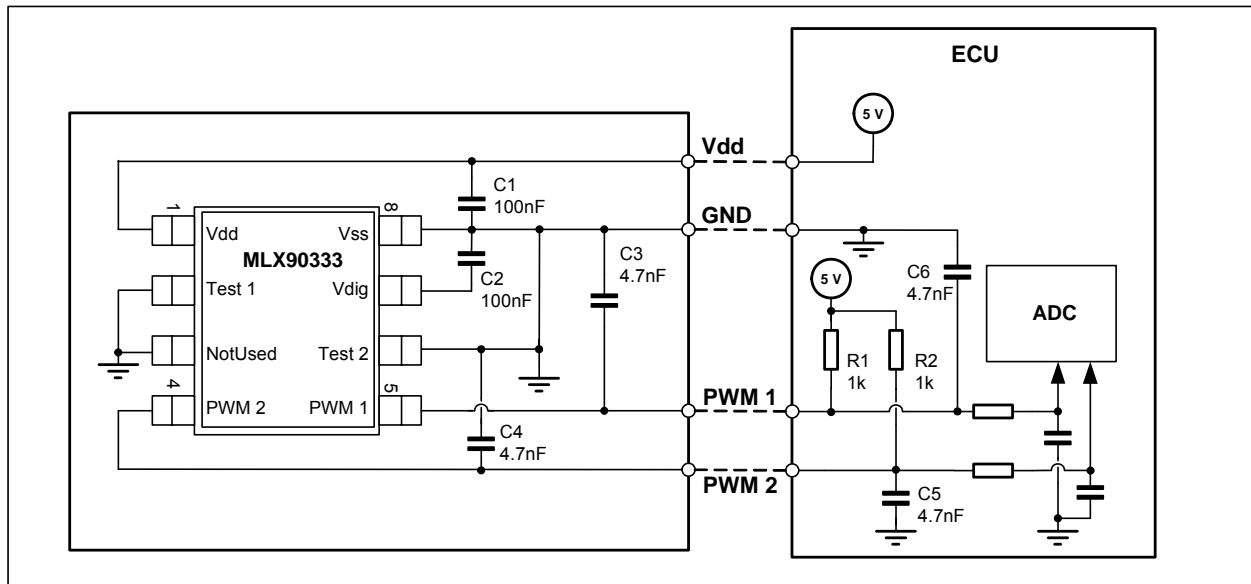 ECU
5 V
Vdd
C1
100nF
1
8
GND
Vdd
Vss
MLX90333
C3
4.7nF
C6
4.7nF
C2
100nF
5 V
Test 1
Vdig
ADC
NotUsed
Test 2
R1
1k
R2
1k
4
5
PWM 1
PWM 2
PWM 1
C4
4.7nF
PWM 2
C5
4.7nF